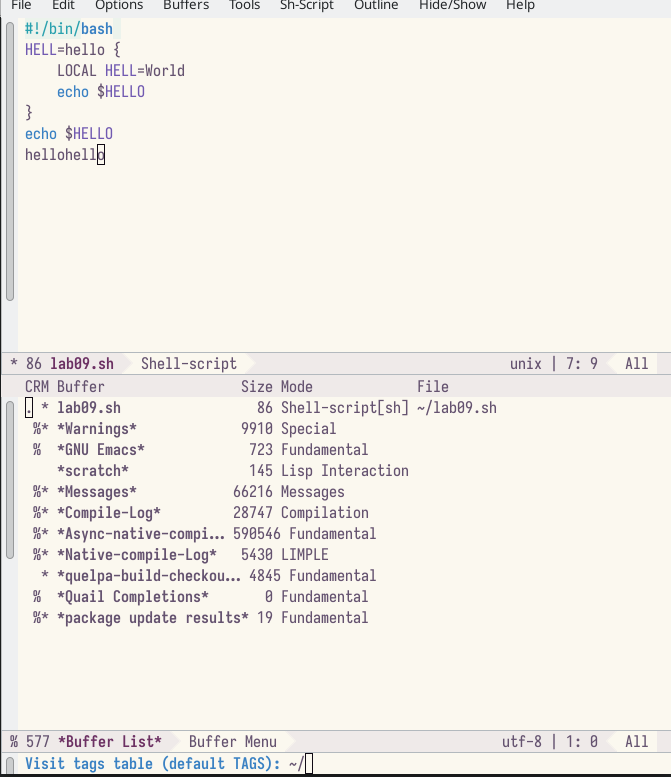 File Edit Options Buffers Tools Sh-Script Outline Hide/Show Help
#!/bin/bash
HELL=hello {
    LOCAL HELL=World
    echo $HELLO
}
echo $HELLO
hellohello
* 86 lab09.sh Shell-script unix | 7: 9 All
CRM Buffer Size Mode File
. * lab09.sh 86 Shell-script[sh] ~/lab09.sh
%* *Warnings* 9910 Special
% *GNU Emacs* 723 Fundamental
*scratch* 145 Lisp Interaction
%* *Messages* 66216 Messages
%* *Compile-Log* 28747 Compilation
%* *Async-native-compi... 590546 Fundamental
%* *Native-compile-Log* 5430 LIMPLE
* *quelpa-build-checkou... 4845 Fundamental
% *Quail Completions* 0 Fundamental
%* *package update results* 19 Fundamental
% 577 *Buffer List* Buffer Menu utf-8 | 1: 0 All
Visit tags table (default TAGS): ~/